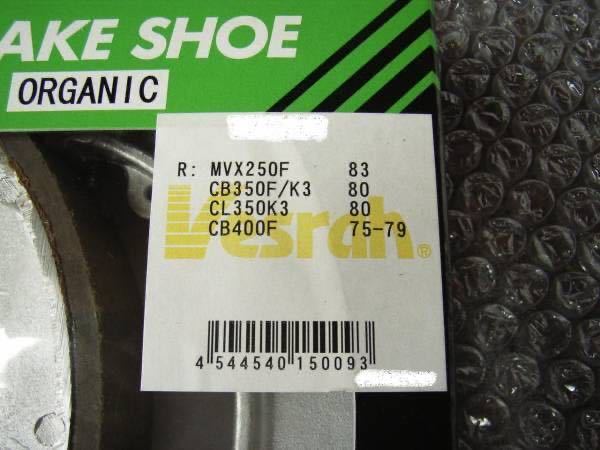 AKE SHOE
ORGANIC
R: MVX250F 83
CB350F/K3 80
CL350K3 80
CB400F 75-79
Vesrah®
4 544540 150093